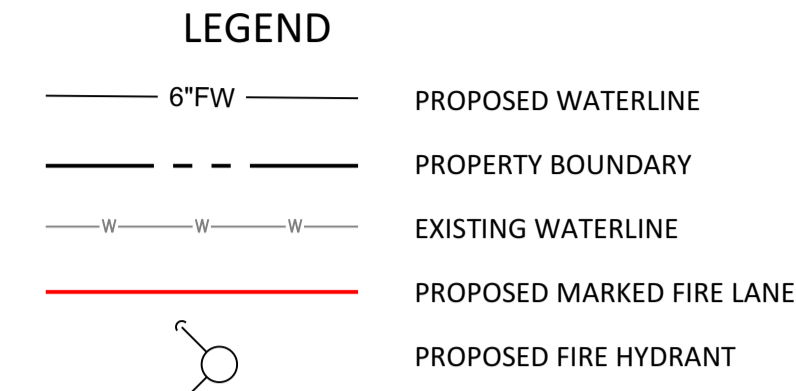 LEGEND
6"FW PROPOSED WATERLINE
PROPERTY BOUNDARY
W W W EXISTING WATERLINE
PROPOSED MARKED FIRE LANE
PROPOSED FIRE HYDRANT